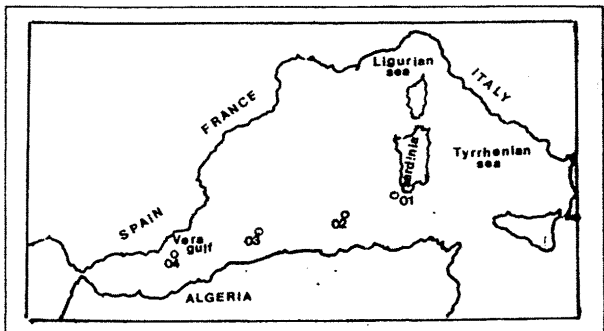 Ligurian
sea
ITALY
FRANCE
Sardinia
Tyrrhenian
sea
01
SPAIN
02
Vera
gulf
03
04
ALGERIA